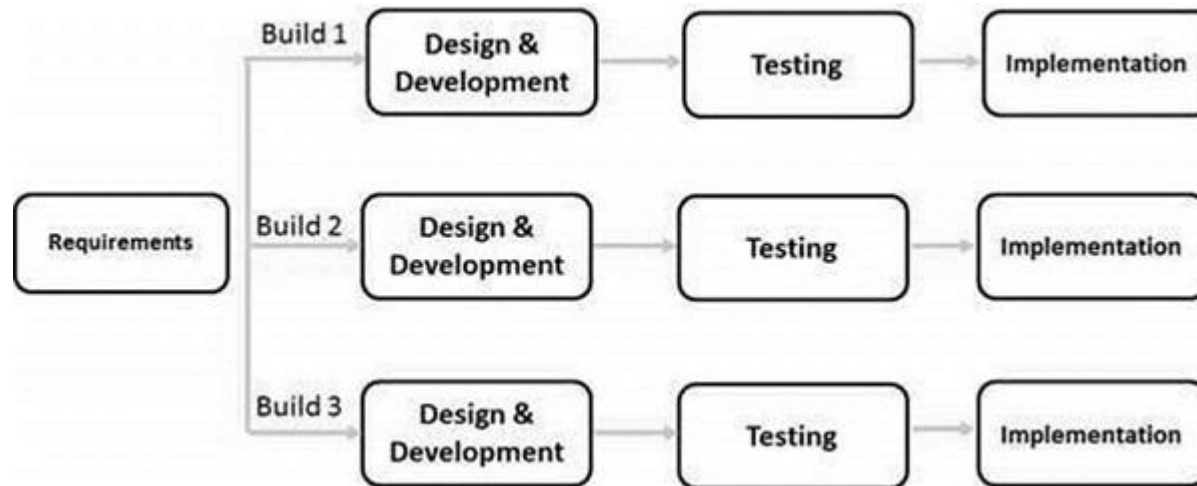 Build 1
Design &
Development
Testing
Implementation
Requirements
Build 2
Design &
Development
Testing
Implementation
Build 3
Design &
Development
Testing
Implementation